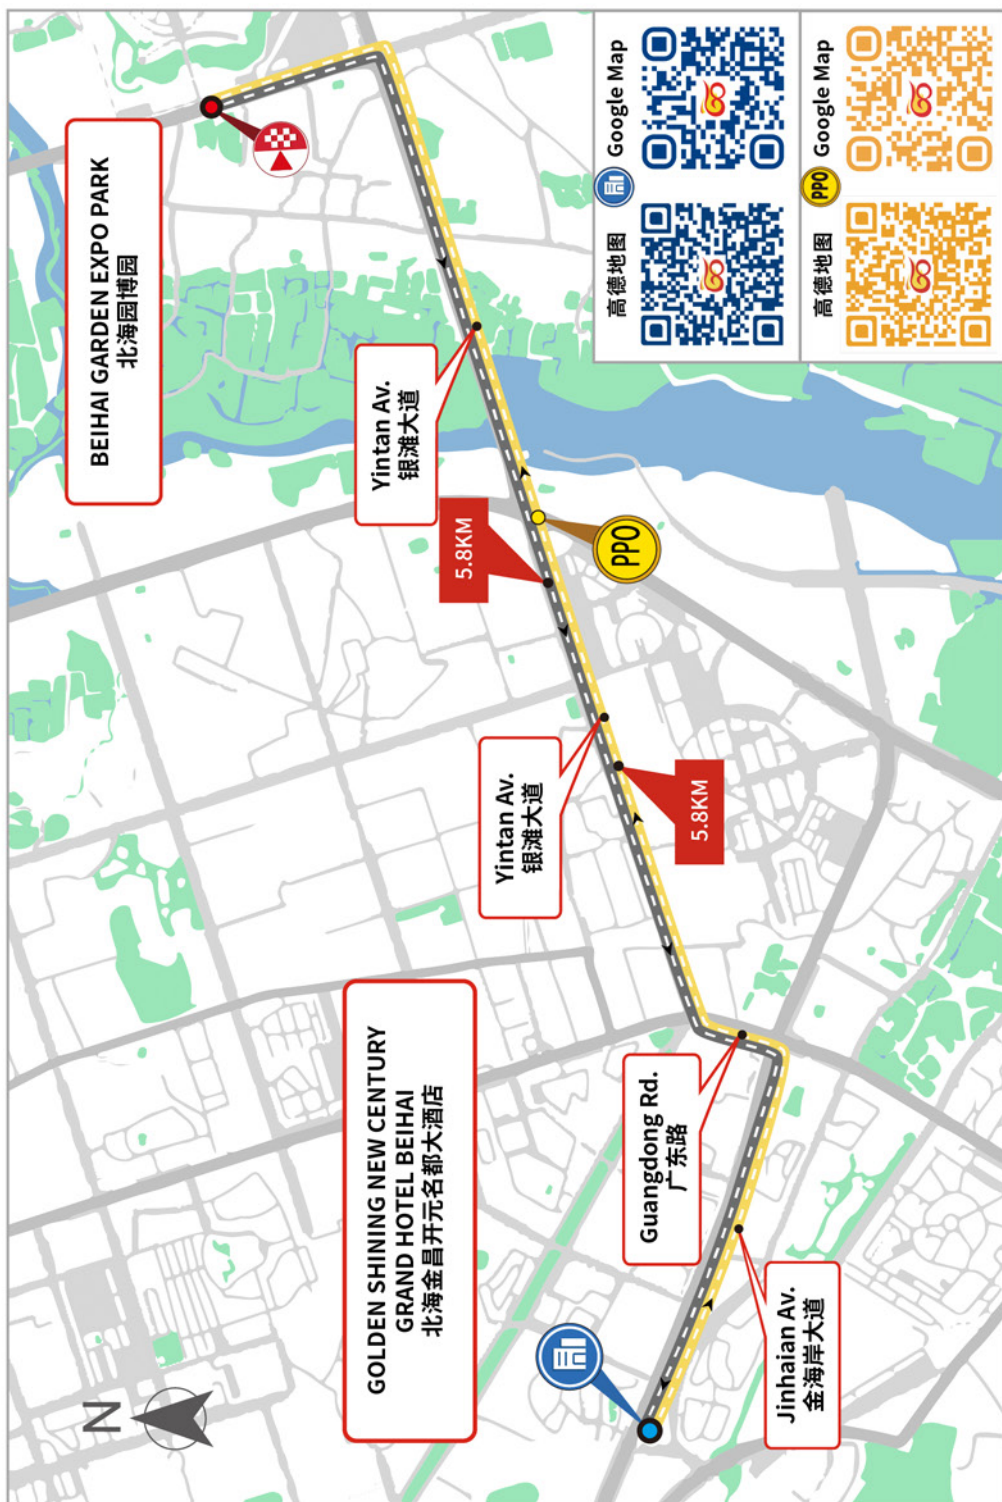 BEIHAI GARDEN EXPO PARK
北海园博园
Google Map
高德地图
PPO
Google Map
高德地图
Yintan Av.
银滩大道
5.8KM
PPO
Yintan Av.
银滩大道
5.8KM
GOLDEN SHINING NEW CENTURY
GRAND HOTEL BEIHAI
北海金昌开元名都大酒店
Guangdong Rd.
广东路
Jinhaian Av.
金海岸大道
N